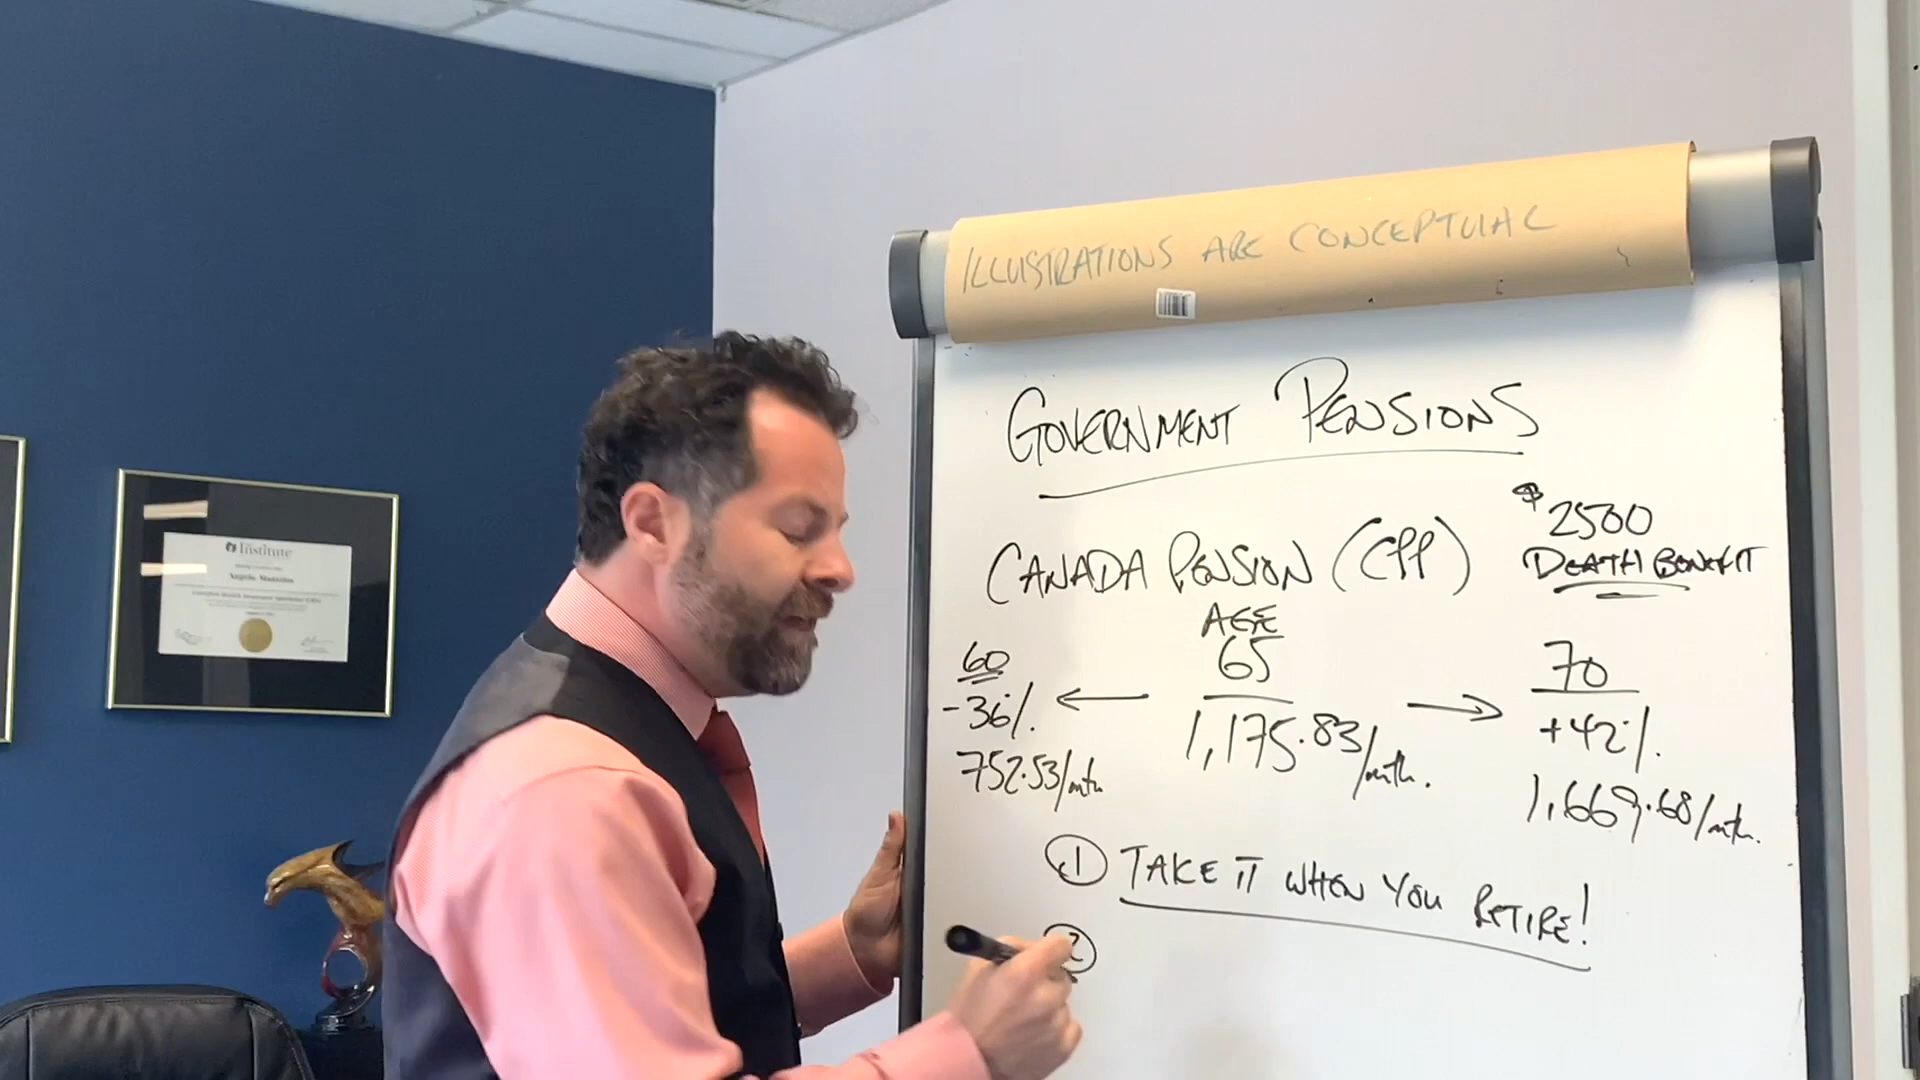 ILLUSTRATIONS ARE CONCEPTUAL
GOVERNMENT PENSIONS
$2500
DEATH BENEFIT
CANADA PENSION (CPP)
AGE
60
65
70
-36%
1,175.83/mth.
+42%
752.53/mth
1,669.68/mth.
① TAKE IT WHEN YOU RETIRE!
②
Institute